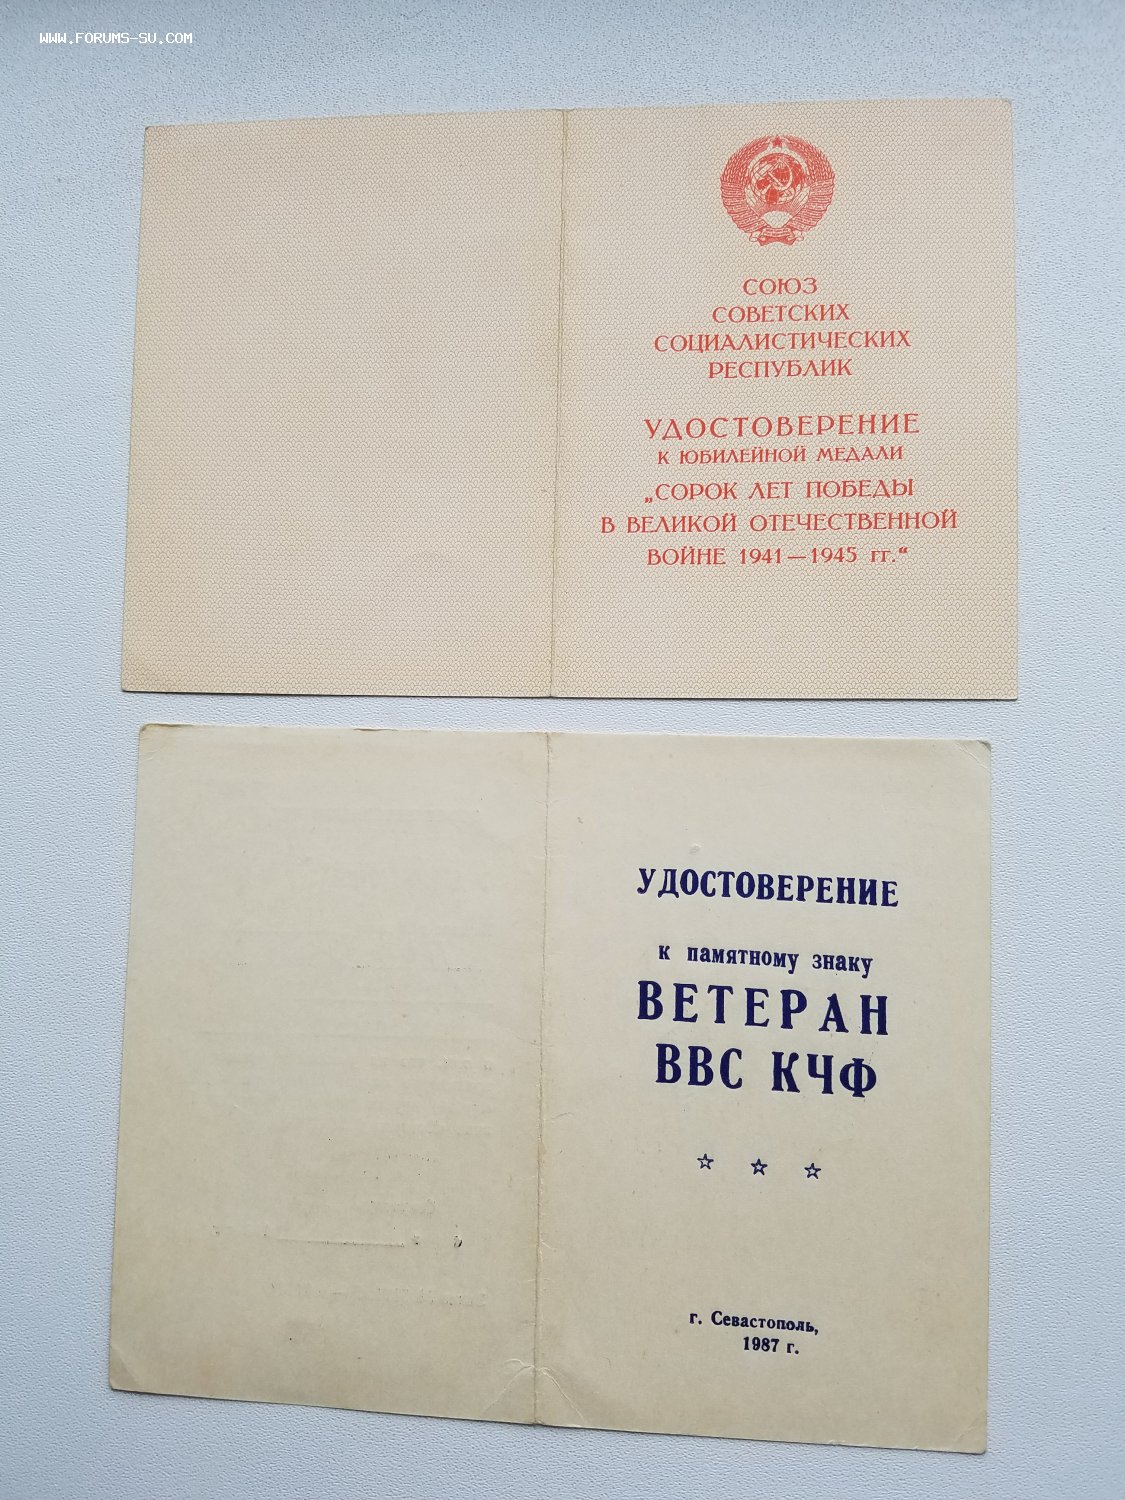 WWW.FORUMS-SU.COM
СОЮЗ
СОВЕТСКИХ
СОЦИАЛИСТИЧЕСКИХ
РЕСПУБЛИК
УДОСТОВЕРЕНИЕ
К ЮБИЛЕЙНОЙ МЕДАЛИ
„СОРОК ЛЕТ ПОБЕДЫ
В ВЕЛИКОЙ ОТЕЧЕСТВЕННОЙ
ВОЙНЕ 1941—1945 гг.“
УДОСТОВЕРЕНИЕ
к памятному знаку
ВЕТЕРАН
ВВС КЧФ
г. Севастополь,
1987 г.